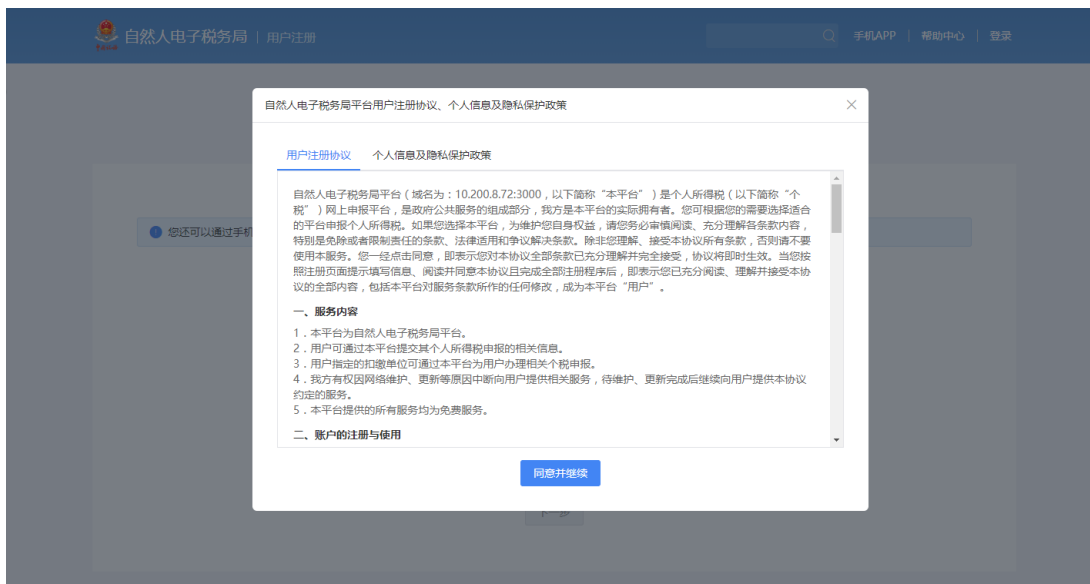 自然人电子税务局 | 用户注册
手机APP | 帮助中心 | 登录
自然人电子税务局平台用户注册协议、个人信息及隐私保护政策
用户注册协议 个人信息及隐私保护政策
自然人电子税务局平台(域名为:10.200.8.72:3000,以下简称“本平台”)是个人所得税(以下简称“个
税”)网上申报平台,是政府公共服务的组成部分,我方是本平台的实际拥有者。您可根据您的需要选择适合
的平台申报个人所得税。如果您选择本平台,为维护您自身权益,请您务必审慎阅读、充分理解各条款内容,
特别是免除或者限制责任的条款、法律适用和争议解决条款。除非您理解、接受本协议所有条款,否则请不要
使用本服务。您一经点击同意,即表示您对本协议全部条款已充分理解并完全接受,协议将即时生效。当您按
照注册页面提示填写信息、阅读并同意本协议且完成全部注册程序后,即表示您已充分阅读、理解并接受本协
议的全部内容,包括本平台对服务条款所作的任何修改,成为本平台“用户”。
一、服务内容
1．本平台为自然人电子税务局平台。
2．用户可通过本平台提交其个人所得税申报的相关信息。
3．用户指定的扣缴单位可通过本平台为用户办理相关个税申报。
4．我方有权因网络维护、更新等原因中断向用户提供相关服务,待维护、更新完成后继续向用户提供本协议
约定的服务。
5．本平台提供的所有服务均为免费服务。
二、账户的注册与使用
您还可以通过手机
同意并继续
下一步